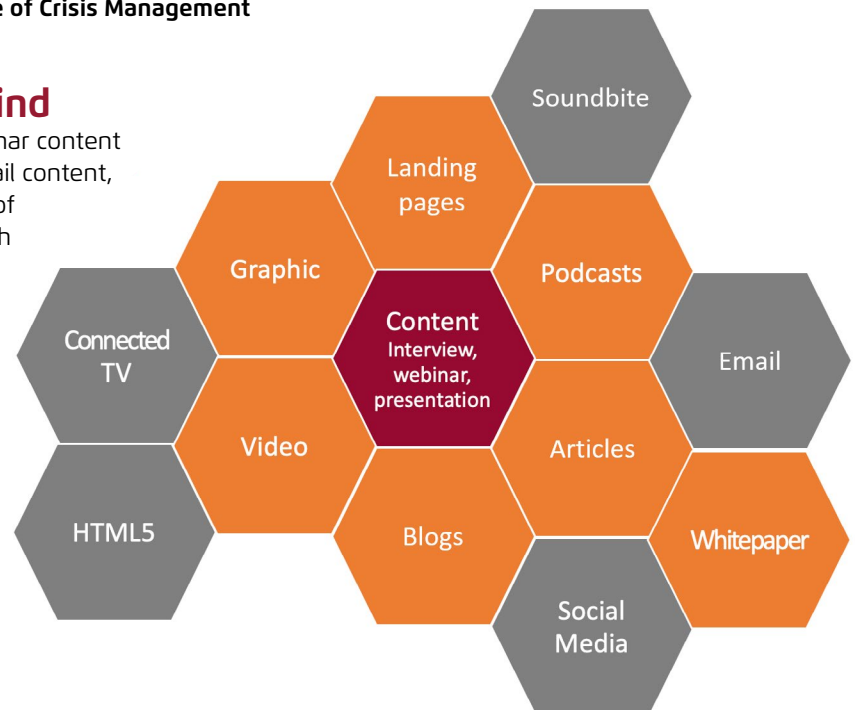 of Crisis Management
ind
content
ail content,
of
Soundbite
Landing
pages
Graphic
Podcasts
Connected
TV
Content
Interview,
webinar,
presentation
Email
Video
Articles
HTML5
Blogs
Whitepaper
Social
Media